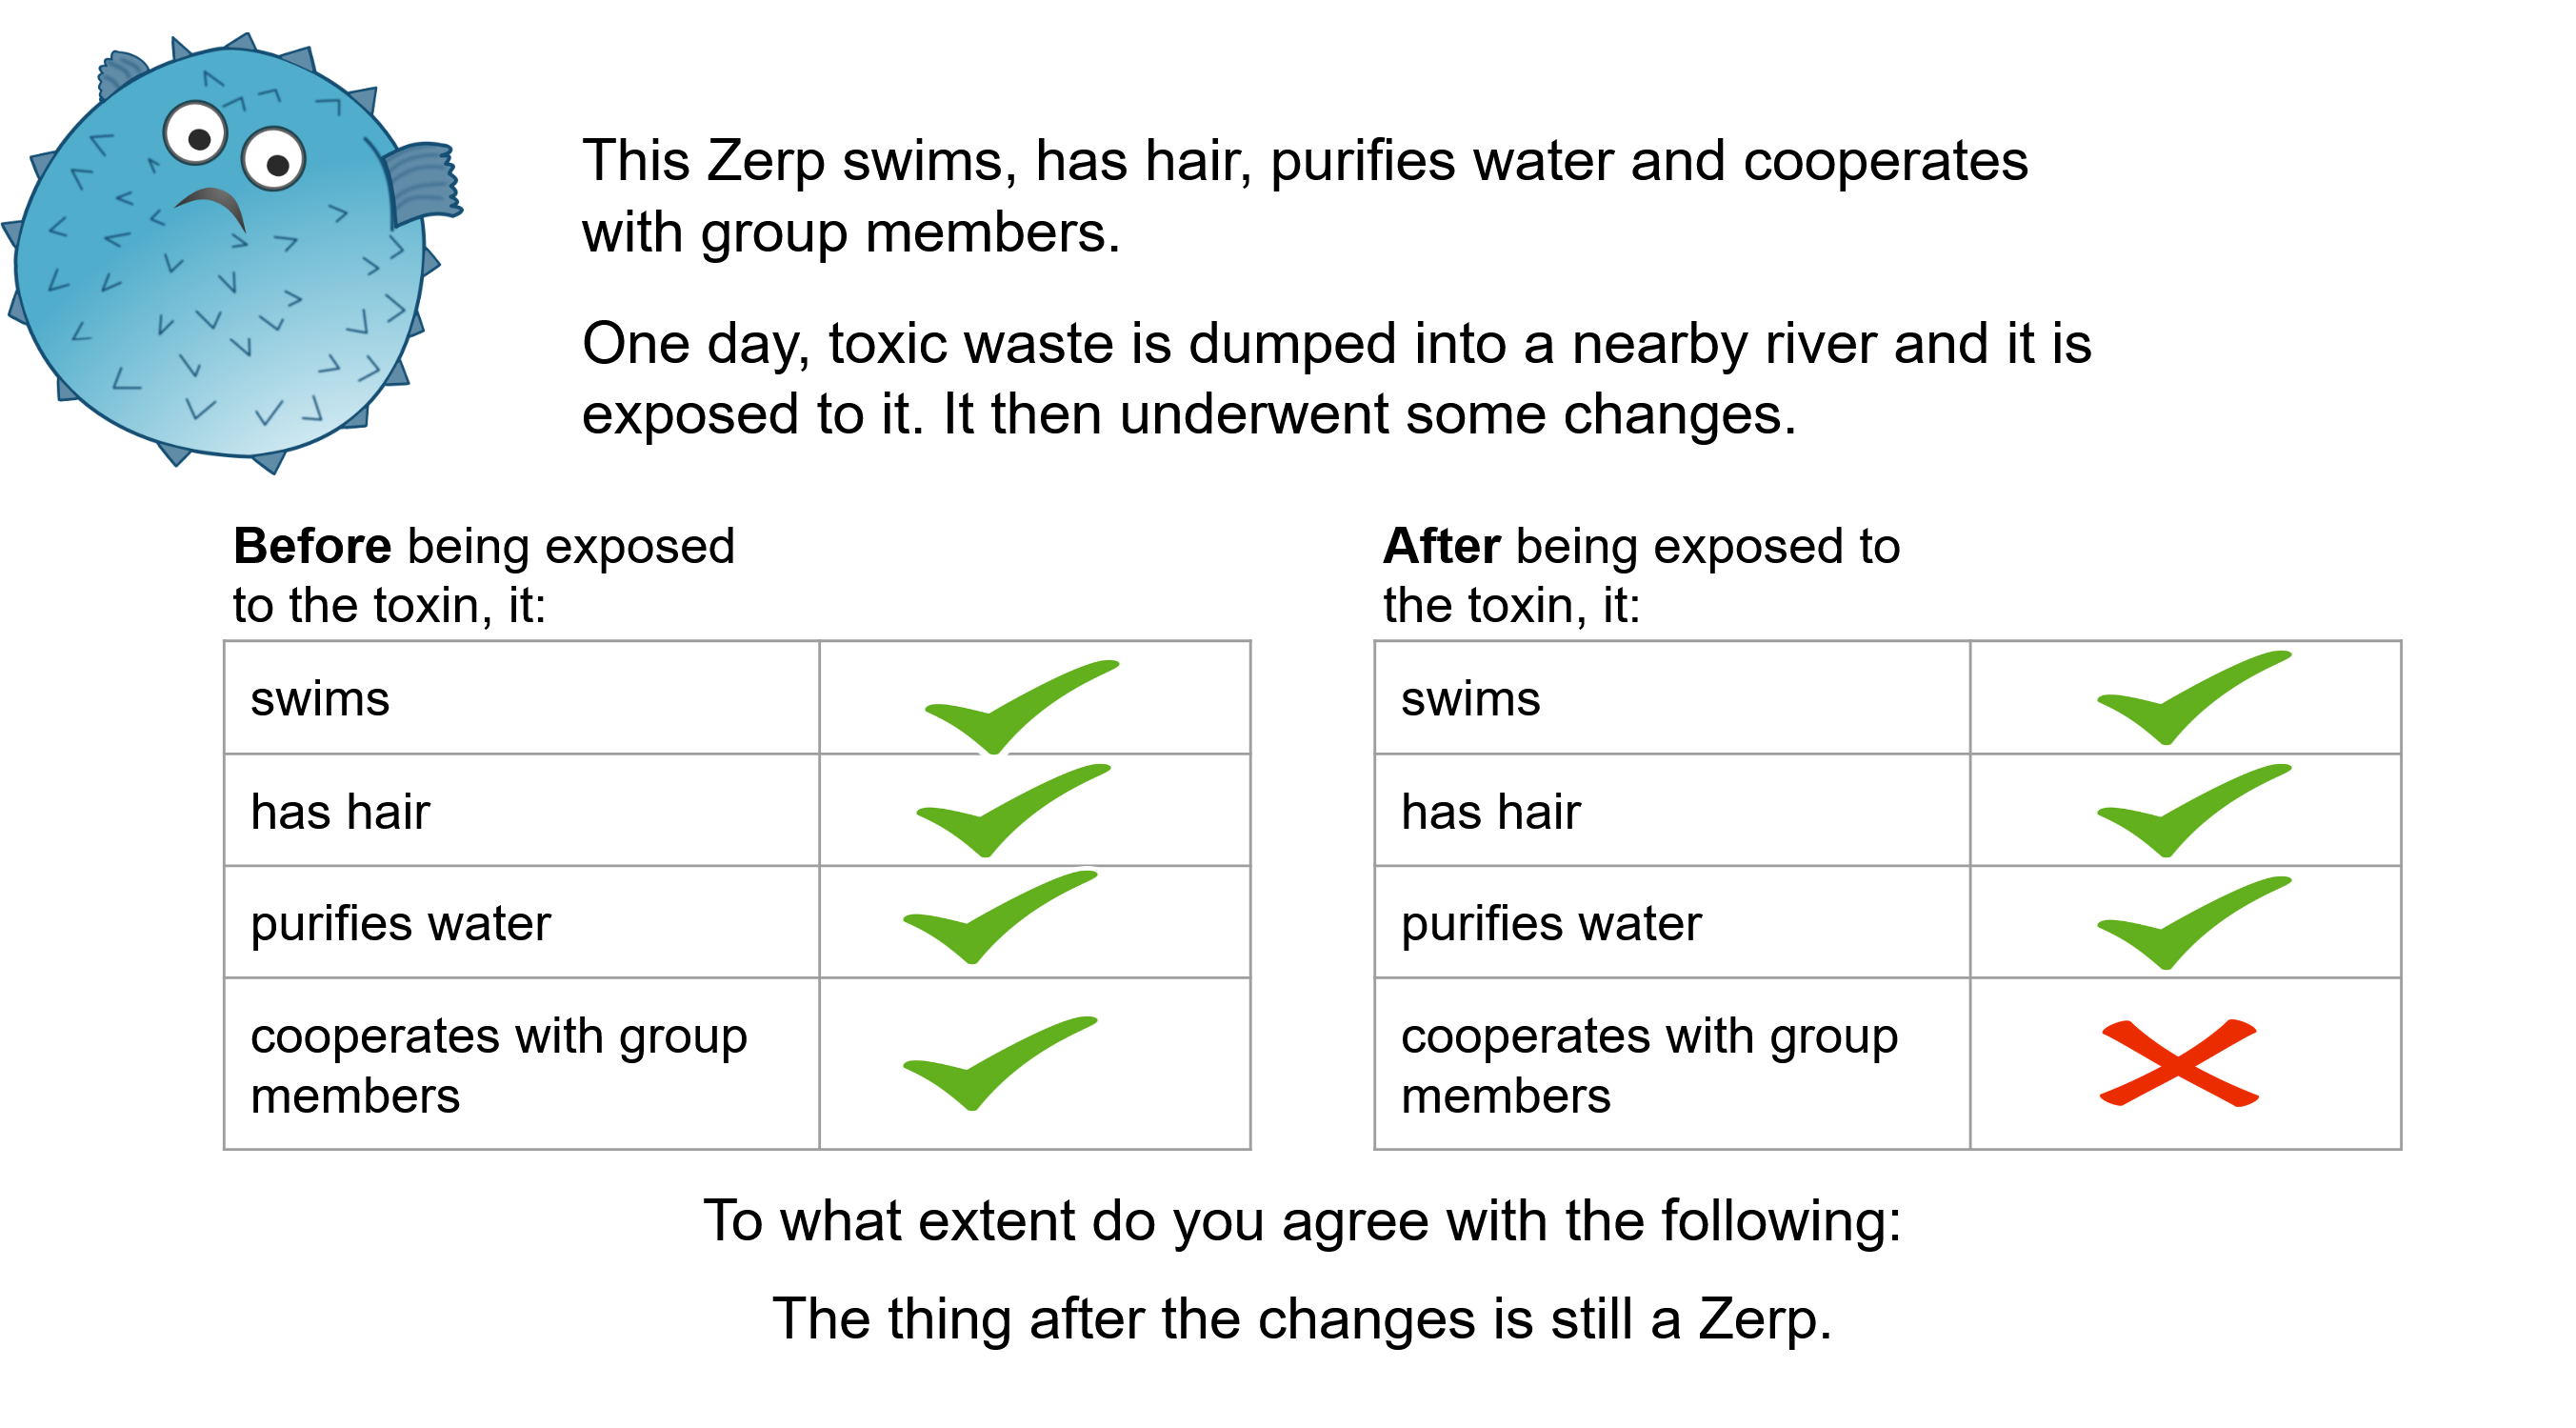 This Zerp swims, has hair, purifies water and cooperates
with group members.
One day, toxic waste is dumped into a nearby river and it is
exposed to it. It then underwent some changes.
Before being exposed
to the toxin, it:
swims
has hair
purifies water
cooperates with group
members
After being exposed to
the toxin, it:
swims
has hair
purifies water
cooperates with group
members
To what extent do you agree with the following:
The thing after the changes is still a Zerp.